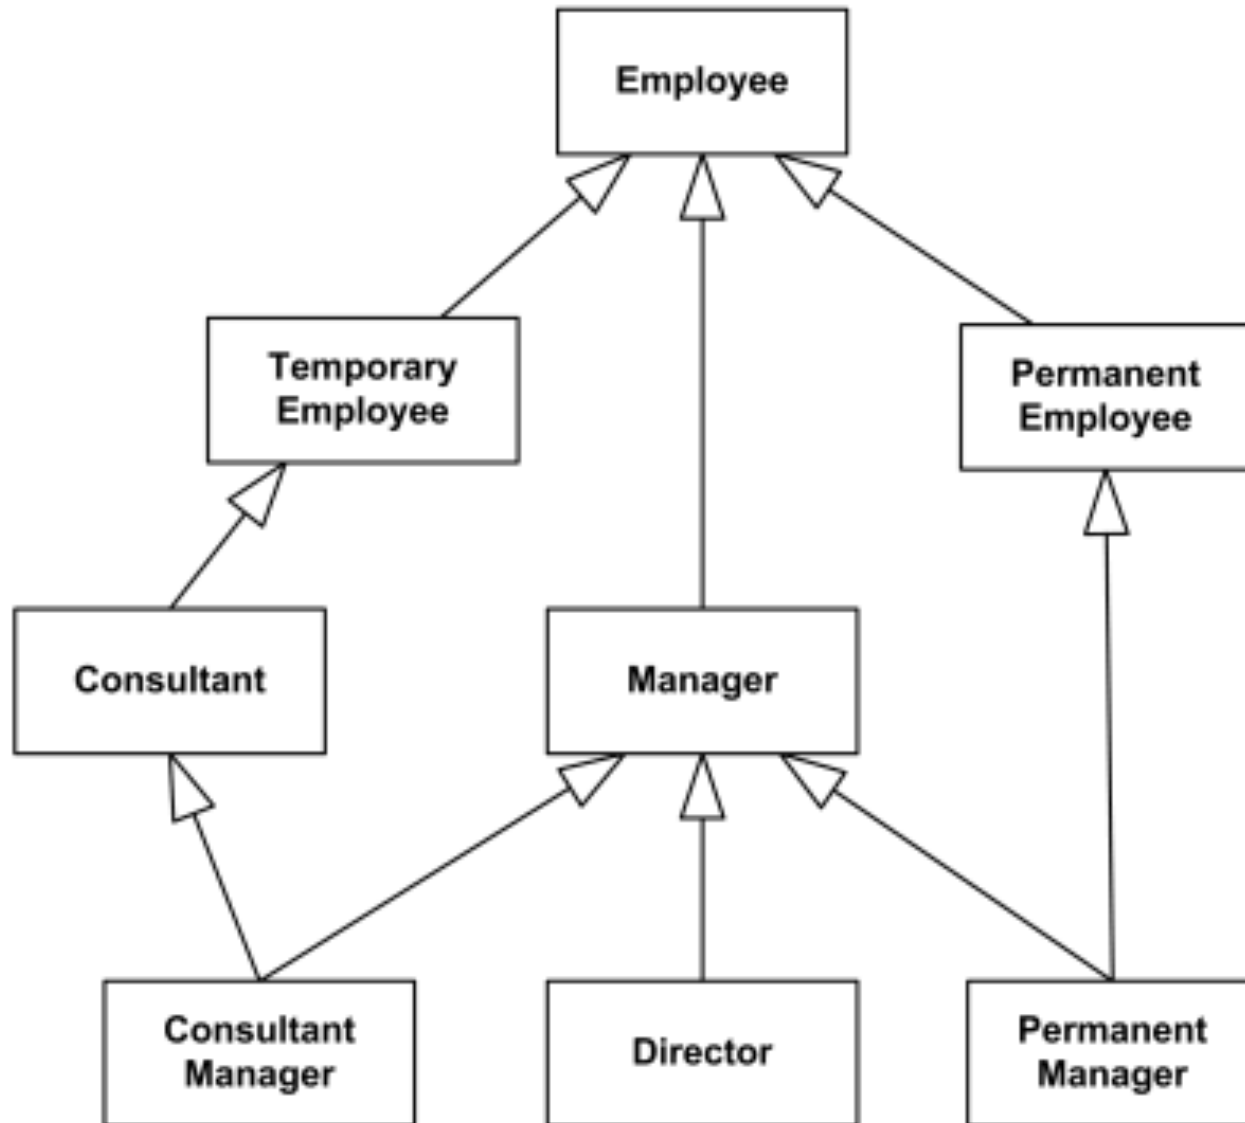 Employee
Temporary
Employee
Permanent
Employee
Consultant
Manager
Consultant
Manager
Director
Permanent
Manager